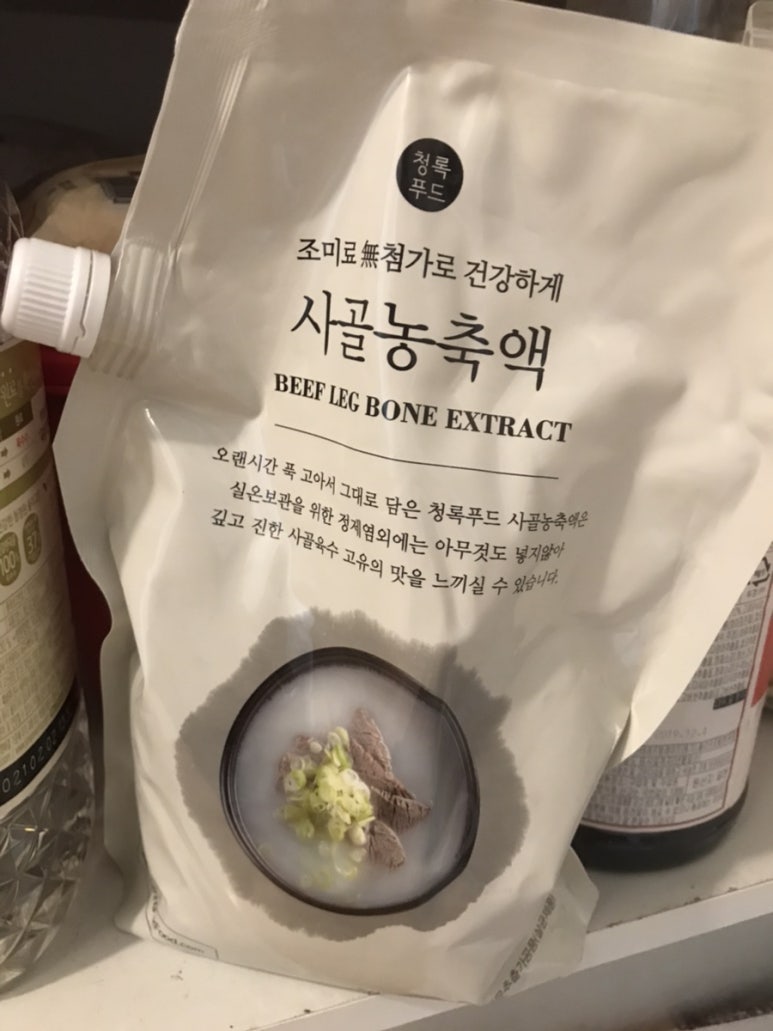 청록
푸드
조미료無첨가로 건강하게
사골농축액
BEEF LEG BONE EXTRACT
오랜시간 푹 고아서 그대로 담은 청록푸드 사골농축액은
실온보관을 위한 정제염외에는 아무것도 넣지않아
깊고 진한 사골육수 고유의 맛을 느끼실 수 있습니다.